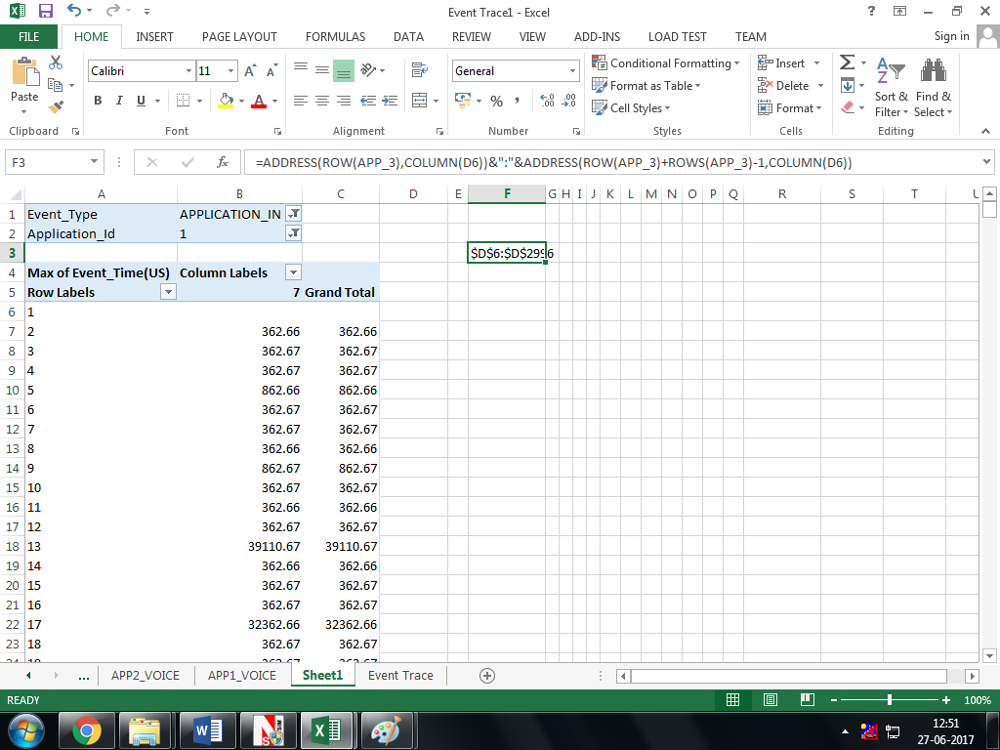 Event Trace1 - Excel
FILE HOME INSERT PAGE LAYOUT FORMULAS DATA REVIEW VIEW ADD-INS LOAD TEST TEAM Sign in
Paste
Calibri 11
B I U
General
% ,
Conditional Formatting
Format as Table
Cell Styles
Insert
Delete
Format
Sort & Filter
Find & Select
Clipboard Font Alignment Number Styles Cells Editing
F3 fx =ADDRESS(ROW(APP_3),COLUMN(D6))&":"&ADDRESS(ROW(APP_3)+ROWS(APP_3)-1,COLUMN(D6))
A B C D E F G H I J K L M N O P Q R S T U
1 Event_Type APPLICATION_IN
2 Application_Id 1
3 $D$6:$D$2996
4 Max of Event_Time(US) Column Labels
5 Row Labels 7 Grand Total
6 1
7 2 362.66 362.66
8 3 362.67 362.67
9 4 362.67 362.67
10 5 862.66 862.66
11 6 362.67 362.67
12 7 362.67 362.67
13 8 362.66 362.66
14 9 862.67 862.67
15 10 362.67 362.67
16 11 362.66 362.66
17 12 362.67 362.67
18 13 39110.67 39110.67
19 14 362.66 362.66
20 15 362.67 362.67
21 16 362.67 362.67
22 17 32362.66 32362.66
23 18 362.67 362.67
... APP2_VOICE APP1_VOICE Sheet1 Event Trace
READY 100%
12:51
27-06-2017